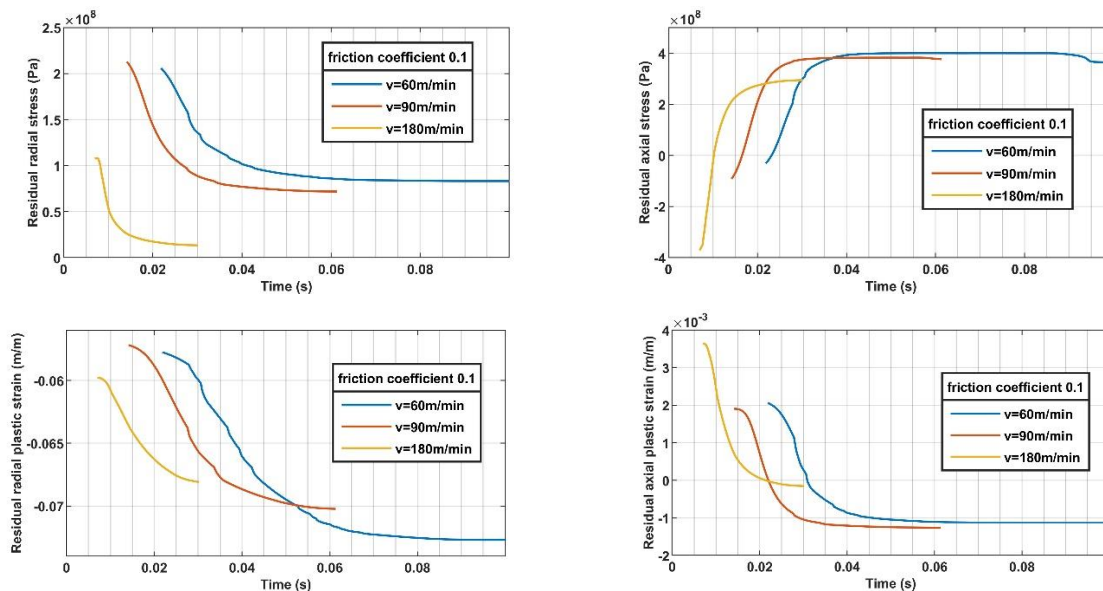 ×10⁸
2.5
2
1.5
1
0.5
0
Residual radial stress (Pa)
friction coefficient 0.1
v=60m/min
v=90m/min
v=180m/min
0 0.02 0.04 0.06 0.08
Time (s)
×10⁸
4
2
0
-2
-4
Residual axial stress (Pa)
friction coefficient 0.1
v=60m/min
v=90m/min
v=180m/min
0 0.02 0.04 0.06 0.08
Time (s)
-0.06
-0.065
-0.07
Residual radial plastic strain (m/m)
friction coefficient 0.1
v=60m/min
v=90m/min
v=180m/min
0 0.02 0.04 0.06 0.08
Time (s)
×10⁻³
4
3
2
1
0
-1
-2
Residual axial plastic strain (m/m)
friction coefficient 0.1
v=60m/min
v=90m/min
v=180m/min
0 0.02 0.04 0.06 0.08
Time (s)